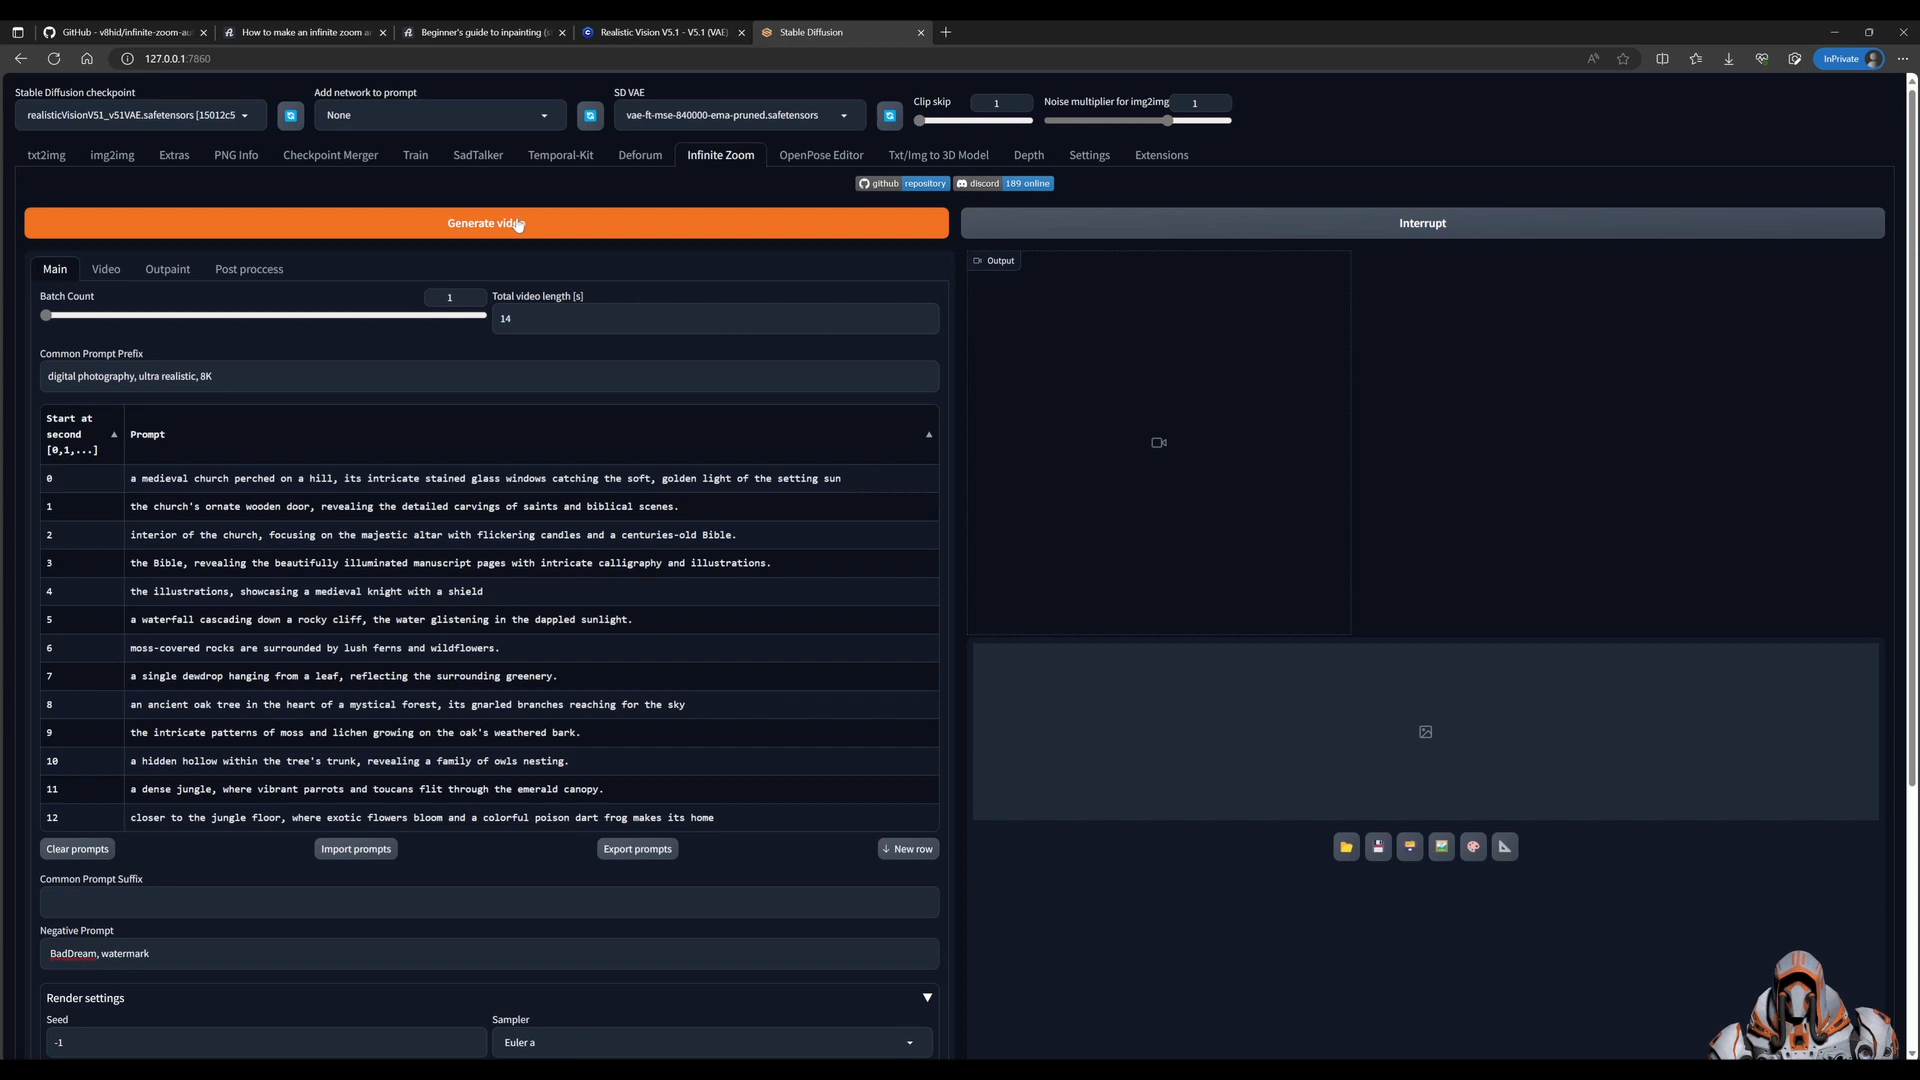 GitHub - v8hid/infinite-zoom-au
How to make an infinite zoom an
Beginner's guide to inpainting (s
Realistic Vision V5.1 - V5.1 (VAE)
Stable Diffusion
127.0.0.1:7860
InPrivate
Stable Diffusion checkpoint
Add network to prompt
SD VAE
Clip skip
1
Noise multiplier for img2img
1
realisticVisionV51_v51VAE.safetensors [15012c5
None
vae-ft-mse-840000-ema-pruned.safetensors
txt2img
img2img
Extras
PNG Info
Checkpoint Merger
Train
SadTalker
Temporal-Kit
Deforum
Infinite Zoom
OpenPose Editor
Txt/Img to 3D Model
Depth
Settings
Extensions
github repository
discord 189 online
Generate video
Interrupt
Main
Video
Outpaint
Post proccess
Output
Batch Count
1
Total video length [s]
14
Common Prompt Prefix
digital photography, ultra realistic, 8K
Start at
second
[0,1,...]
Prompt
0 a medieval church perched on a hill, its intricate stained glass windows catching the soft, golden light of the setting sun
1 the church's ornate wooden door, revealing the detailed carvings of saints and biblical scenes.
2 interior of the church, focusing on the majestic altar with flickering candles and a centuries-old Bible.
3 the Bible, revealing the beautifully illuminated manuscript pages with intricate calligraphy and illustrations.
4 the illustrations, showcasing a medieval knight with a shield
5 a waterfall cascading down a rocky cliff, the water glistening in the dappled sunlight.
6 moss-covered rocks are surrounded by lush ferns and wildflowers.
7 a single dewdrop hanging from a leaf, reflecting the surrounding greenery.
8 an ancient oak tree in the heart of a mystical forest, its gnarled branches reaching for the sky
9 the intricate patterns of moss and lichen growing on the oak's weathered bark.
10 a hidden hollow within the tree's trunk, revealing a family of owls nesting.
11 a dense jungle, where vibrant parrots and toucans flit through the emerald canopy.
12 closer to the jungle floor, where exotic flowers bloom and a colorful poison dart frog makes its home
Clear prompts
Import prompts
Export prompts
↓ New row
Common Prompt Suffix
Negative Prompt
BadDream, watermark
Render settings
Seed
Sampler
-1
Euler a